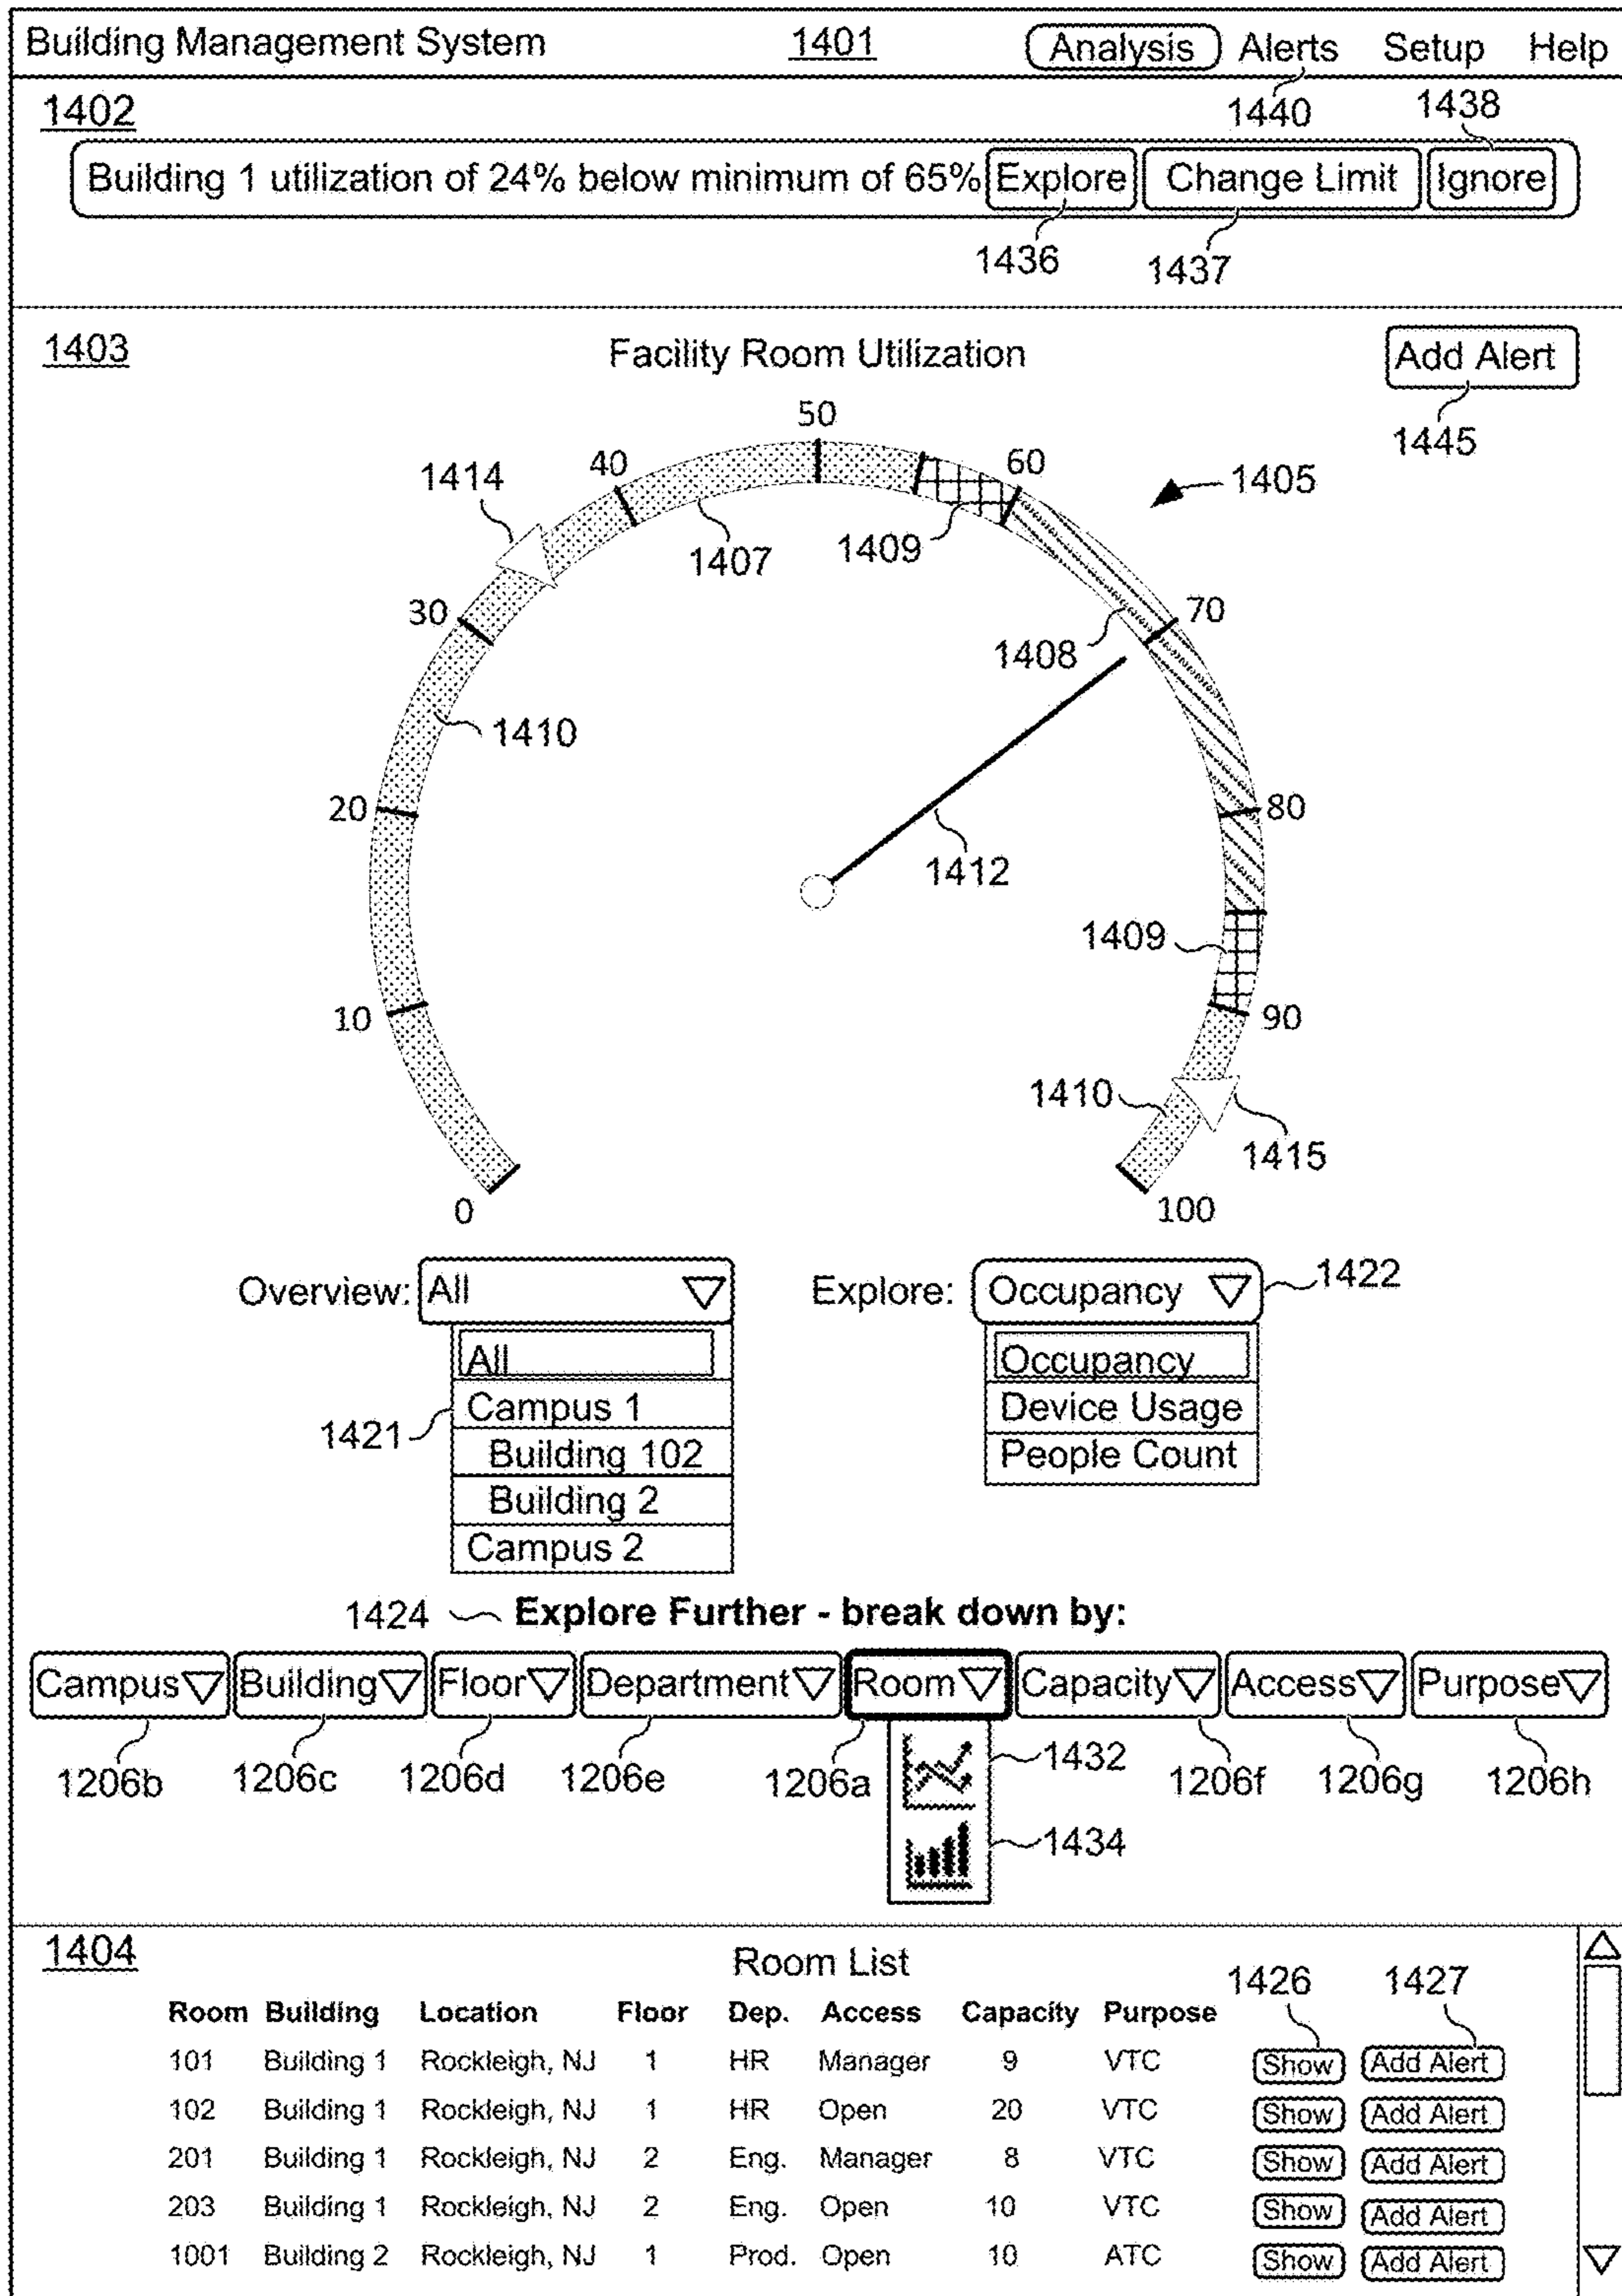 Building Management System 1401 Analysis Alerts Setup Help
1402 1440 1438
Building 1 utilization of 24% below minimum of 65% Explore Change Limit Ignore
1436 1437
1403 Facility Room Utilization Add Alert
1445
50
1414 40 60 1405
1407 1409
30 70
1408
1410
20 80
1412
1409
10 90
1410
1415
0 100
Overview: All Explore: Occupancy 1422
All Occupancy
Campus 1 Device Usage
1421
Building 102 People Count
Building 2
Campus 2
1424 Explore Further - break down by:
Campus Building Floor Department Room Capacity Access Purpose
1206b 1206c 1206d 1206e 1206a 1432 1206f 1206g 1206h
1434
1404 Room List
1426 1427
Room Building Location Floor Dep. Access Capacity Purpose
101 Building 1 Rockleigh, NJ 1 HR Manager 9 VTC Show Add Alert
102 Building 1 Rockleigh, NJ 1 HR Open 20 VTC Show Add Alert
201 Building 1 Rockleigh, NJ 2 Eng. Manager 8 VTC Show Add Alert
203 Building 1 Rockleigh, NJ 2 Eng. Open 10 VTC Show Add Alert
1001 Building 2 Rockleigh, NJ 1 Prod. Open 10 ATC Show Add Alert